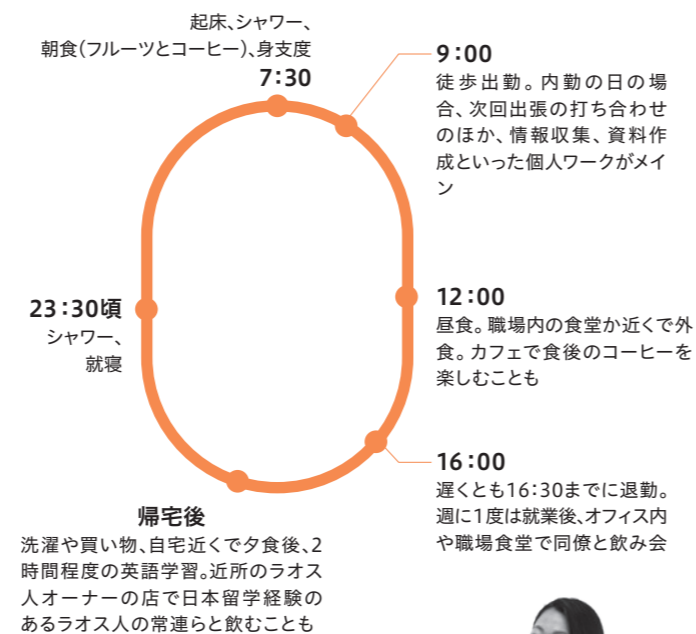 起床、シャワー、
朝食(フルーツとコーヒー)、身支度
7:30
9:00
徒歩出勤。内勤の日の場
合、次回出張の打ち合わせ
のほか、情報収集、資料作
成といった個人ワークがメイ
ン
12:00
昼食。職場内の食堂か近くで外
食。カフェで食後のコーヒーを
楽しむことも
16:00
遅くとも16:30までに退勤。
週に1度は就業後、オフィス内
や職場食堂で同僚と飲み会
帰宅後
洗濯や買い物、自宅近くで夕食後、2
時間程度の英語学習。近所のラオス
人オーナーの店で日本留学経験の
あるラオス人の常連らと飲むことも
23:30頃
シャワー、
就寝